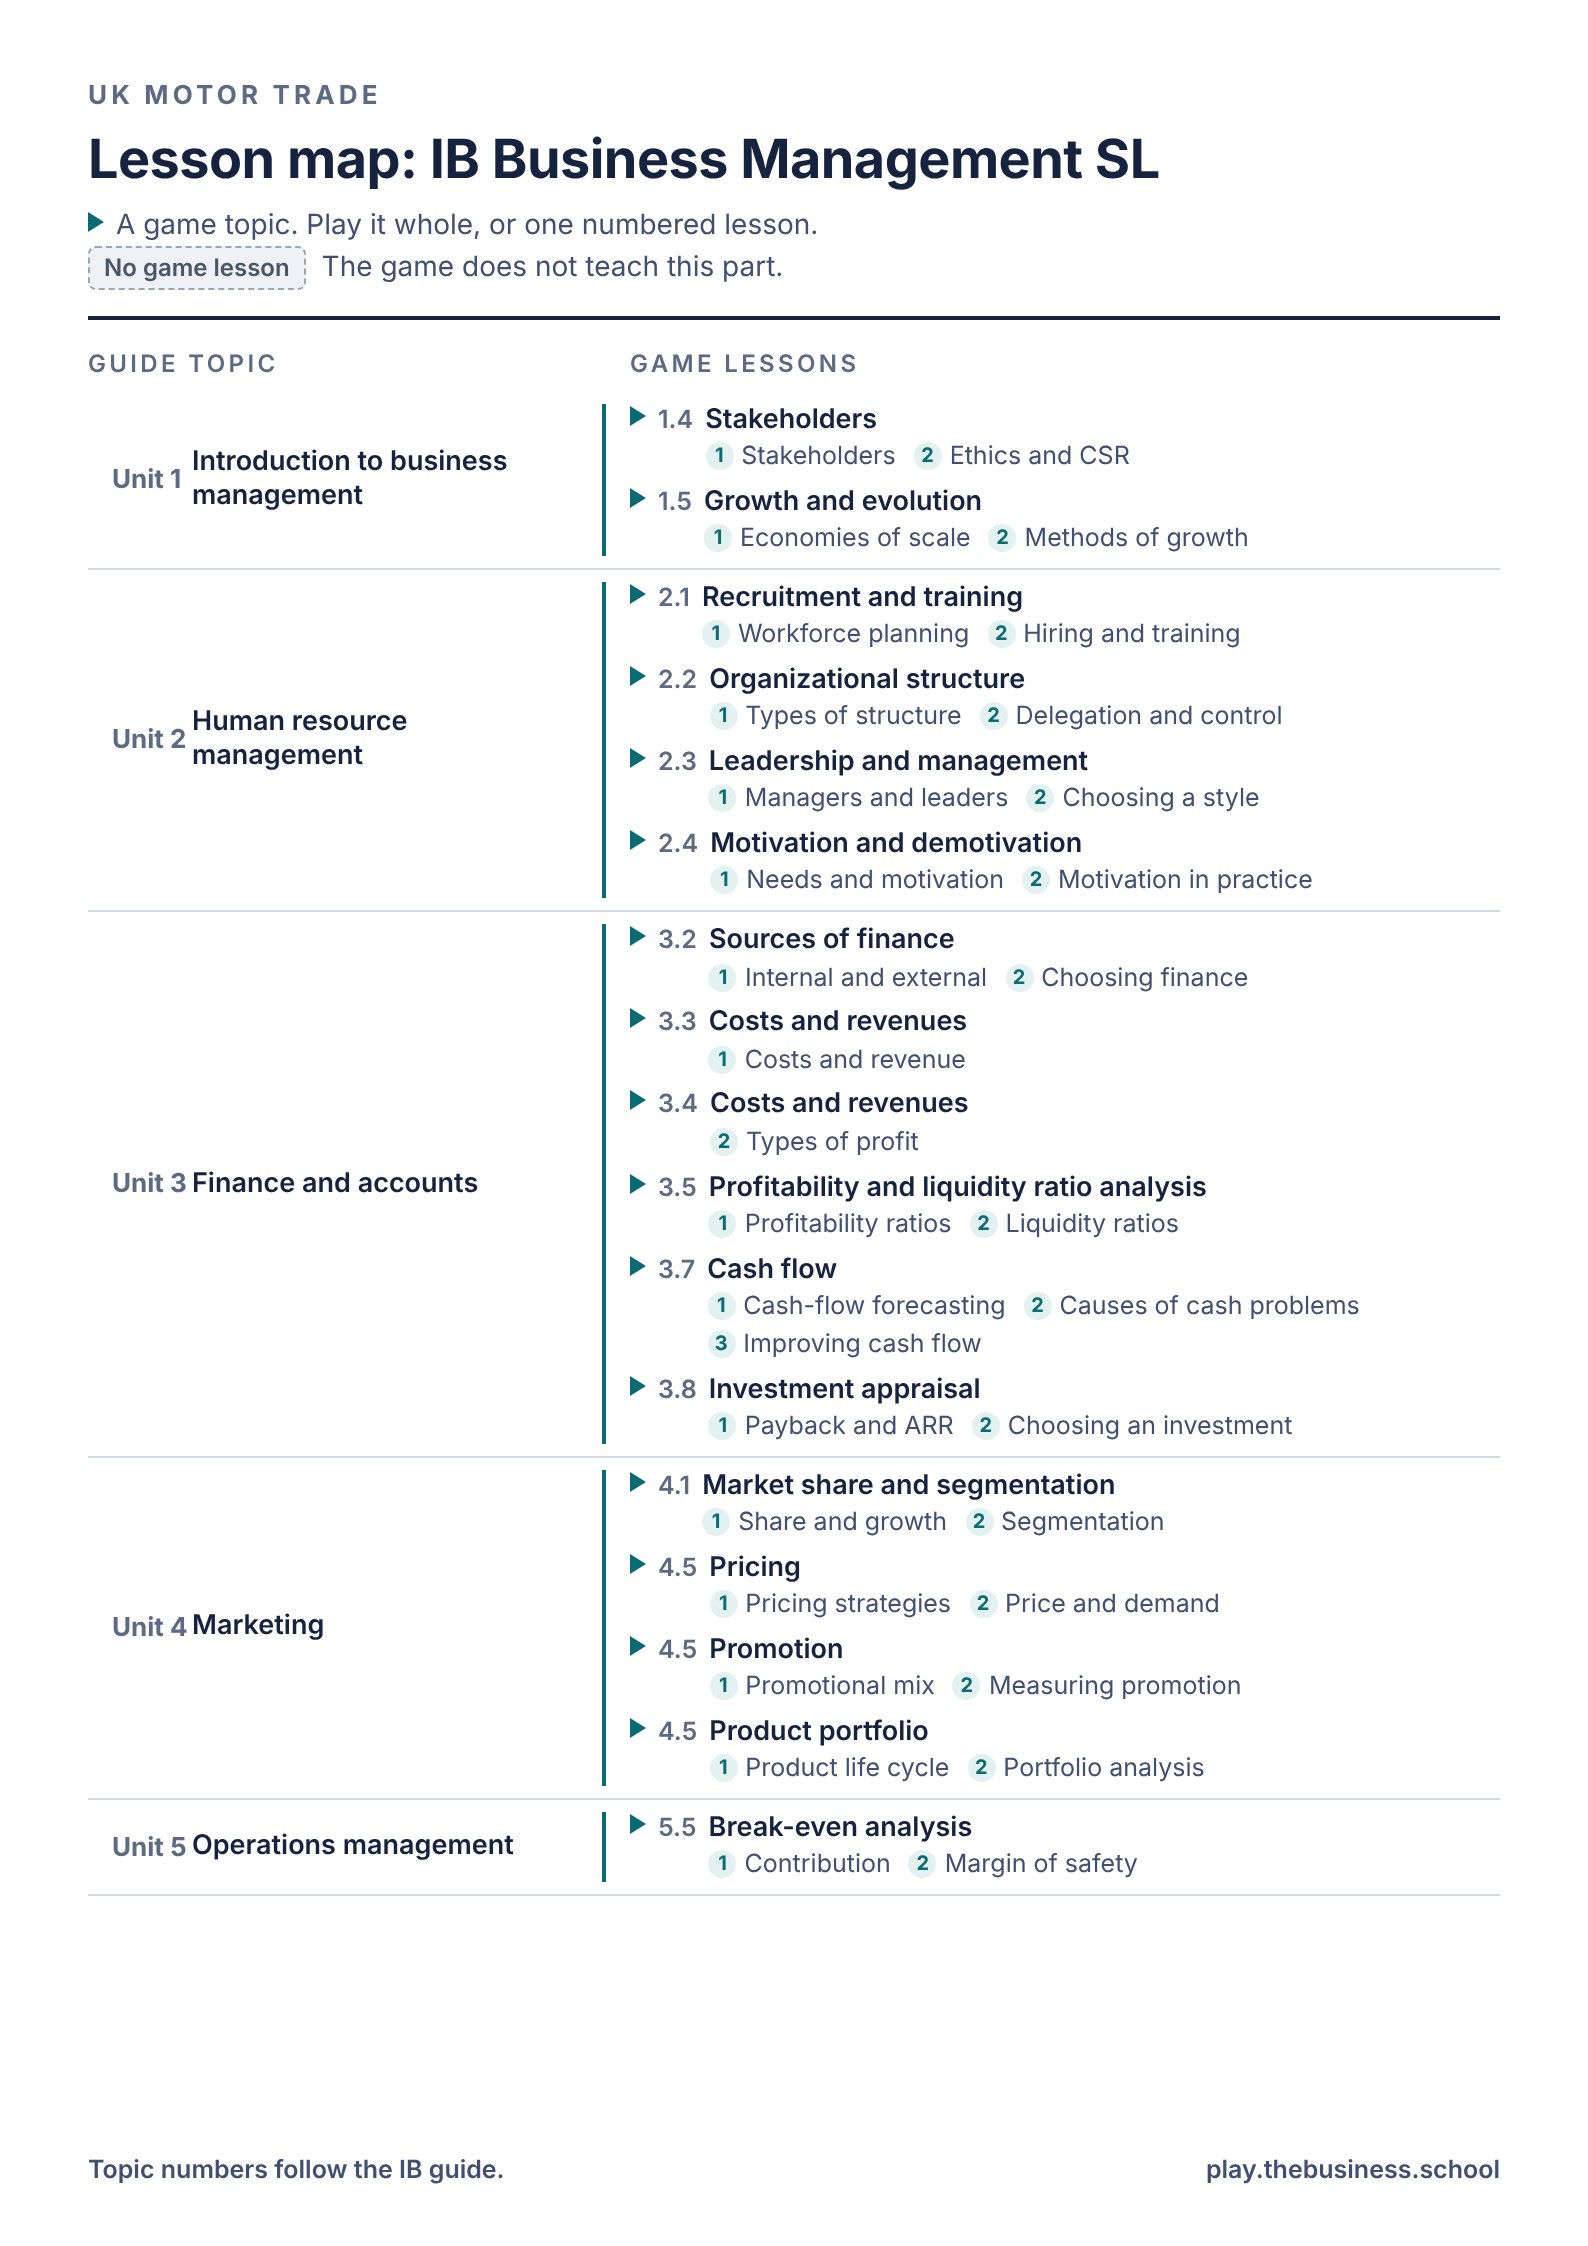 UK MOTOR TRADE
Lesson map: IB Business Management SL
A game topic. Play it whole, or one numbered lesson.
No game lesson The game does not teach this part.
GUIDE TOPIC GAME LESSONS
Unit 1 Introduction to business
management
1.4 Stakeholders
1 Stakeholders 2 Ethics and CSR
1.5 Growth and evolution
1 Economies of scale 2 Methods of growth
Unit 2 Human resource
management
2.1 Recruitment and training
1 Workforce planning 2 Hiring and training
2.2 Organizational structure
1 Types of structure 2 Delegation and control
2.3 Leadership and management
1 Managers and leaders 2 Choosing a style
2.4 Motivation and demotivation
1 Needs and motivation 2 Motivation in practice
Unit 3 Finance and accounts
3.2 Sources of finance
1 Internal and external 2 Choosing finance
3.3 Costs and revenues
1 Costs and revenue
3.4 Costs and revenues
2 Types of profit
3.5 Profitability and liquidity ratio analysis
1 Profitability ratios 2 Liquidity ratios
3.7 Cash flow
1 Cash-flow forecasting 2 Causes of cash problems
3 Improving cash flow
3.8 Investment appraisal
1 Payback and ARR 2 Choosing an investment
Unit 4 Marketing
4.1 Market share and segmentation
1 Share and growth 2 Segmentation
4.5 Pricing
1 Pricing strategies 2 Price and demand
4.5 Promotion
1 Promotional mix 2 Measuring promotion
4.5 Product portfolio
1 Product life cycle 2 Portfolio analysis
Unit 5 Operations management
5.5 Break-even analysis
1 Contribution 2 Margin of safety
Topic numbers follow the IB guide. play.thebusiness.school